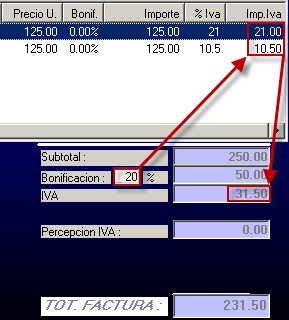 Precio U. Bonif. Importe % Iva Imp.Iva
125.00 0.00% 125.00 21 21.00
125.00 0.00% 125.00 10.5 10.50
Subtotal : 250.00
Bonificacion : 20 % 50.00
IVA 31.50
Percepcion IVA : 0.00
TOT. FACTURA : 231.50